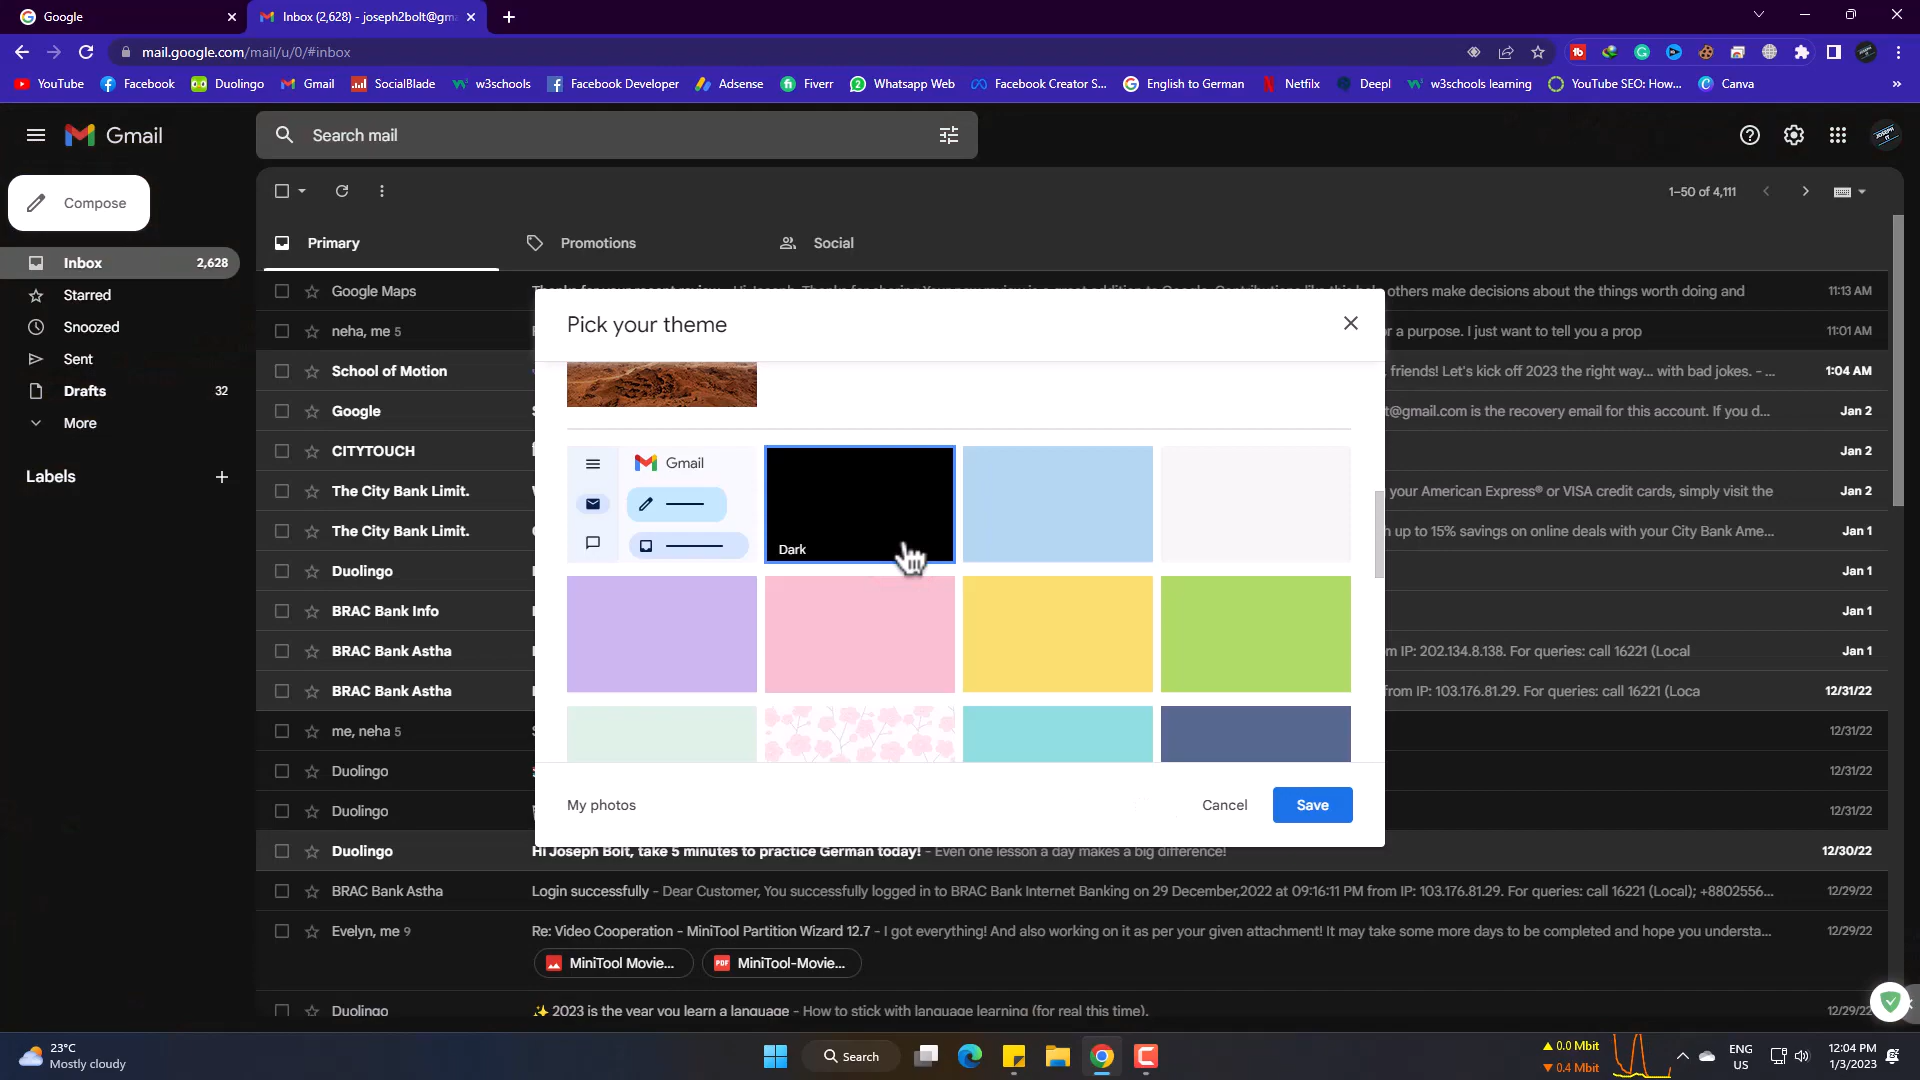 Google
Inbox (2,628) - joseph2bolt@gm
mail.google.com/mail/u/0/#inbox
YouTube Facebook Duolingo Gmail SocialBlade w3schools Facebook Developer Adsense Fiverr Whatsapp Web Facebook Creator S... English to German Netfilx Deepl w3schools learning YouTube SEO: How... Canva »
Gmail
Search mail
Compose
1–50 of 4,111
Primary Promotions Social
Inbox 2,628
Starred
Snoozed
Sent
Drafts 32
More
Labels
Google Maps others make decisions about the things worth doing and 11:13 AM
neha, me 5 r a purpose. I just want to tell you a prop 11:01 AM
School of Motion friends! Let's kick off 2023 the right way... with bad jokes. - ... 1:04 AM
Google t@gmail.com is the recovery email for this account. If you d... Jan 2
CITYTOUCH Jan 2
The City Bank Limit. your American Express® or VISA credit cards, simply visit the Jan 2
The City Bank Limit. n up to 15% savings on online deals with your City Bank Ame... Jan 1
Duolingo Jan 1
BRAC Bank Info Jan 1
BRAC Bank Astha m IP: 202.134.8.138. For queries: call 16221 (Local Jan 1
BRAC Bank Astha from IP: 103.176.81.29. For queries: call 16221 (Loca 12/31/22
me, neha 5 12/31/22
Duolingo 12/31/22
Duolingo 12/31/22
Duolingo Hi Joseph Bolt, take 5 minutes to practice German today! - Even one lesson a day makes a big difference! 12/30/22
BRAC Bank Astha Login successfully - Dear Customer, You successfully logged in to BRAC Bank Internet Banking on 29 December,2022 at 09:16:11 PM from IP: 103.176.81.29. For queries: call 16221 (Local); +8802556... 12/29/22
Evelyn, me 9 Re: Video Cooperation - MiniTool Partition Wizard 12.7 - I got everything! And also working on it as per your given attachment! It may take some more days to be completed and hope you understa... 12/29/22
MiniTool Movie... PDF MiniTool-Movie...
Duolingo ✨ 2023 is the year you learn a language - How to stick with language learning (for real this time). 12/29/22
Pick your theme
Gmail
Dark
My photos
Cancel
Save
23°C
Mostly cloudy
Search
0.0 Mbit
0.4 Mbit
ENG
US
12:04 PM
1/3/2023